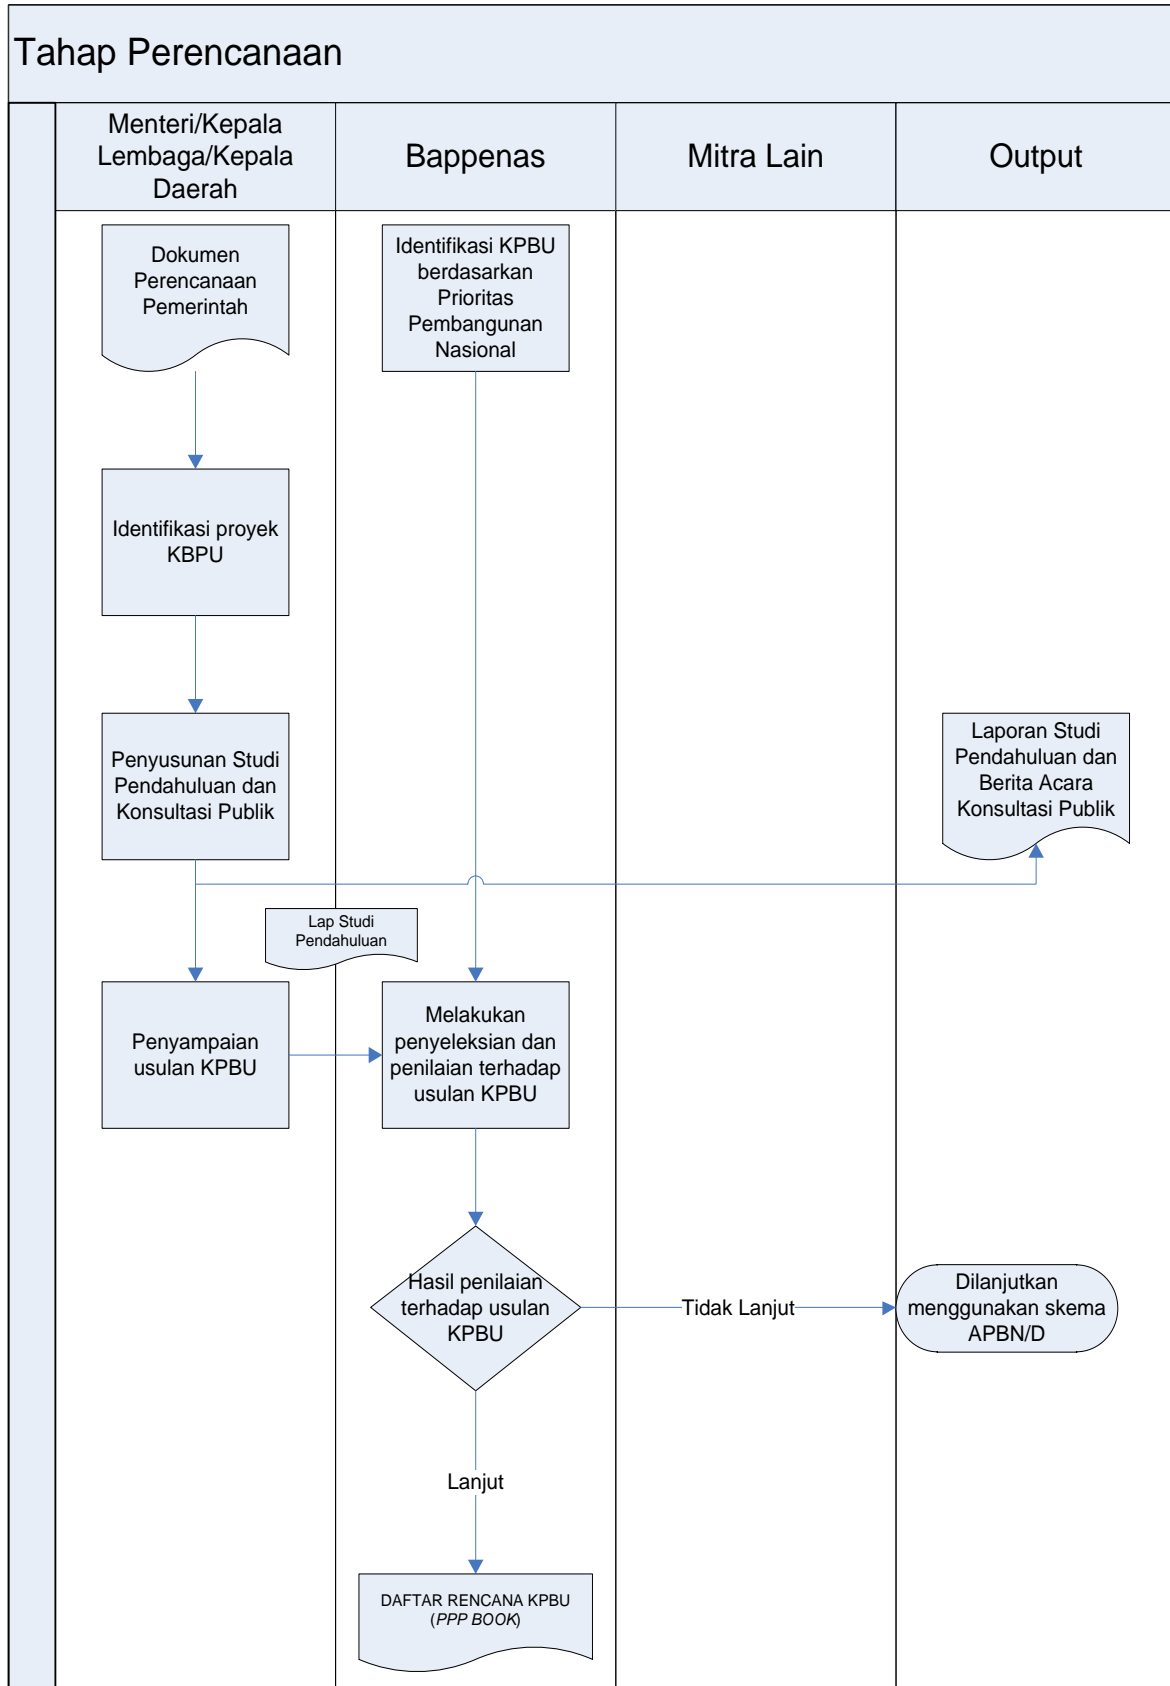 Tahap Perencanaan
Menteri/Kepala
Lembaga/Kepala
Daerah
Bappenas
Mitra Lain
Output
Dokumen
Perencanaan
Pemerintah
Identifikasi KPBU
berdasarkan
Prioritas
Pembangunan
Nasional
Identifikasi proyek
KBPU
Penyusunan Studi
Pendahuluan dan
Konsultasi Publik
Laporan Studi
Pendahuluan dan
Berita Acara
Konsultasi Publik
Lap Studi
Pendahuluan
Penyampaian
usulan KPBU
Melakukan
penyeleksian dan
penilaian terhadap
usulan KPBU
Hasil penilaian
terhadap usulan
KPBU
Tidak Lanjut
Dilanjutkan
menggunakan skema
APBN/D
Lanjut
DAFTAR RENCANA KPBU
(PPP BOOK)